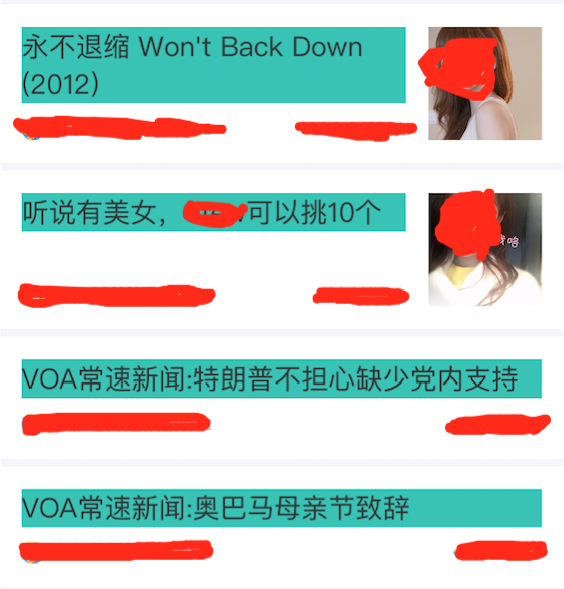 永不退缩 Won't Back Down
(2012)
听说有美女，可以挑10个
VOA常速新闻:特朗普不担心缺少党内支持
VOA常速新闻:奥巴马母亲节致辞